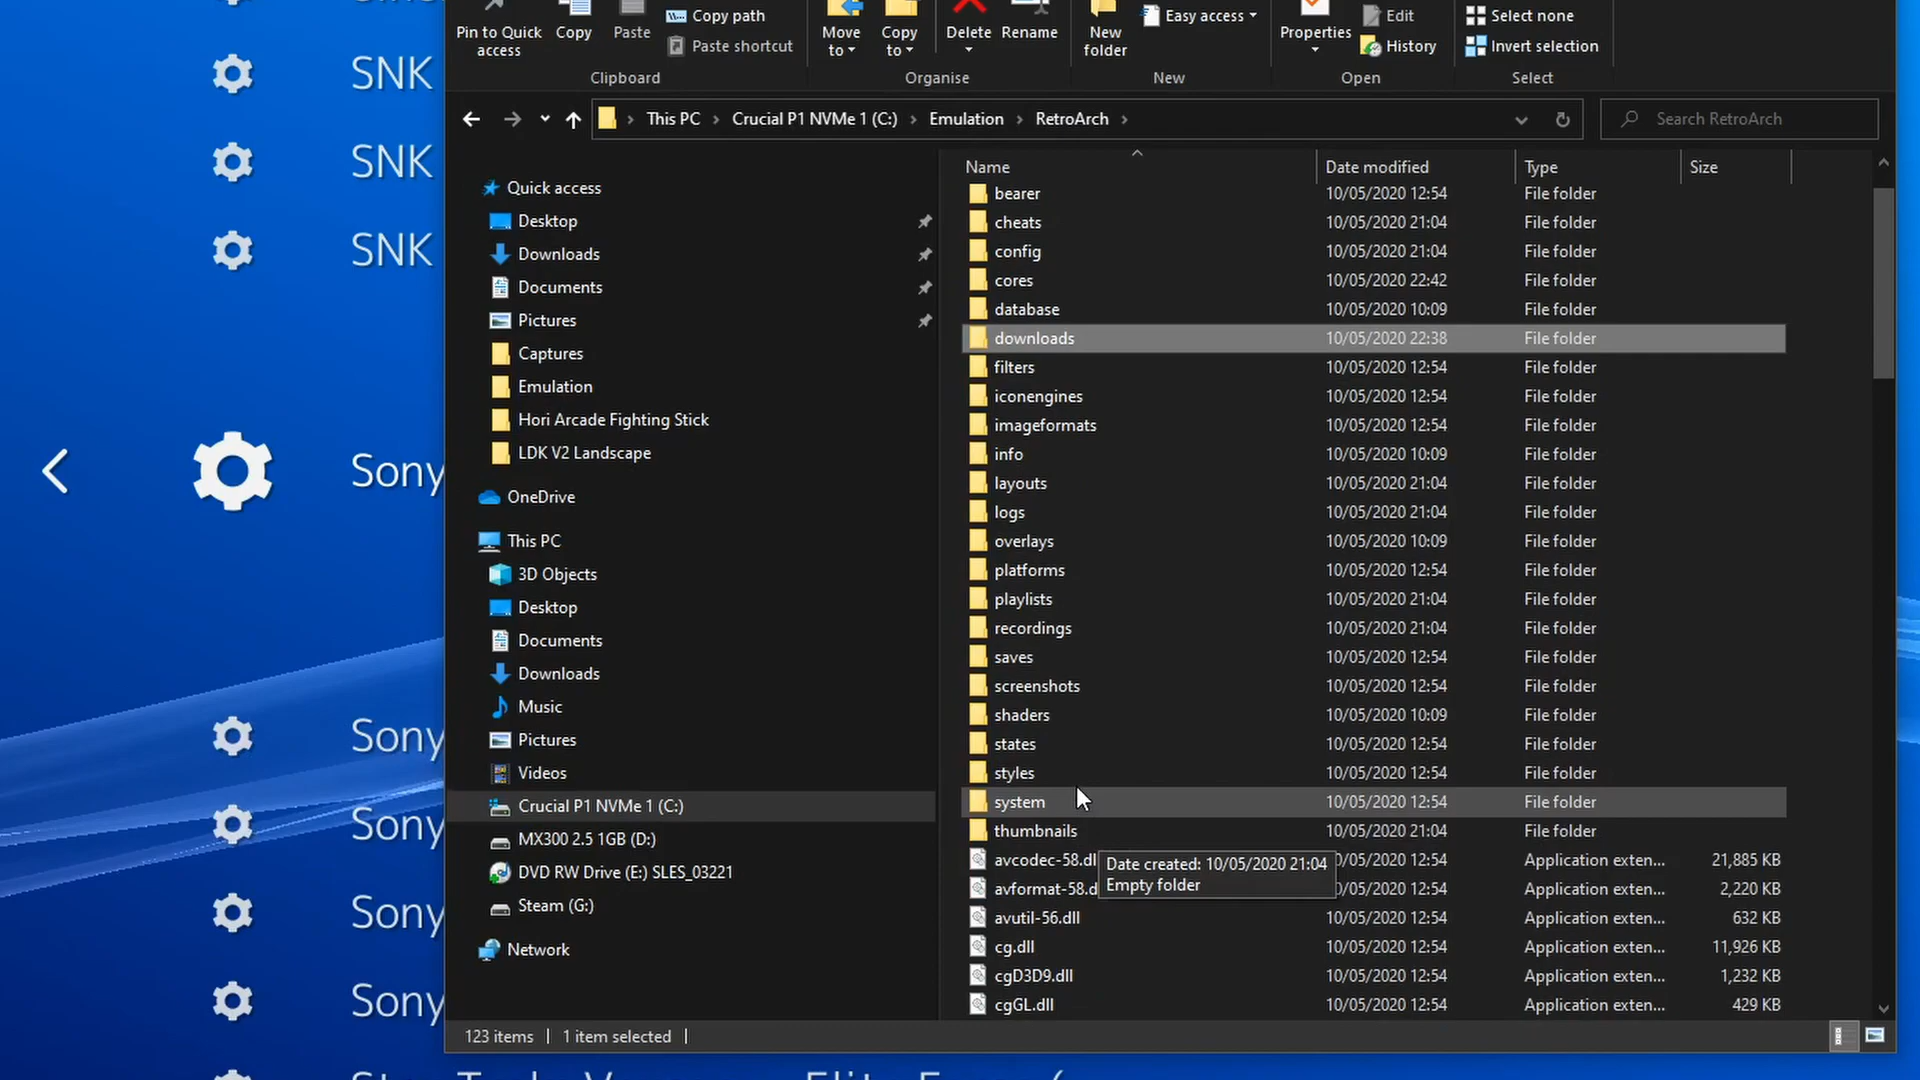 SNK
SNK
SNK
Sony
Sony
Sony
Sony
Sony
Pin to Quick access
Copy
Paste
Copy path
Paste shortcut
Clipboard
Move to
Copy to
Delete
Rename
Organise
New folder
Easy access
New
Properties
Edit
History
Open
Select none
Invert selection
Select
This PC > Crucial P1 NVMe 1 (C:) > Emulation > RetroArch >
Search RetroArch
Quick access
Desktop
Downloads
Documents
Pictures
Captures
Emulation
Hori Arcade Fighting Stick
LDK V2 Landscape
OneDrive
This PC
3D Objects
Desktop
Documents
Downloads
Music
Pictures
Videos
Crucial P1 NVMe 1 (C:)
MX300 2.5 1GB (D:)
DVD RW Drive (E:) SLES_03221
Steam (G:)
Network
Name Date modified Type Size
bearer 10/05/2020 12:54 File folder
cheats 10/05/2020 21:04 File folder
config 10/05/2020 21:04 File folder
cores 10/05/2020 22:42 File folder
database 10/05/2020 10:09 File folder
downloads 10/05/2020 22:38 File folder
filters 10/05/2020 12:54 File folder
iconengines 10/05/2020 12:54 File folder
imageformats 10/05/2020 12:54 File folder
info 10/05/2020 10:09 File folder
layouts 10/05/2020 21:04 File folder
logs 10/05/2020 21:04 File folder
overlays 10/05/2020 10:09 File folder
platforms 10/05/2020 12:54 File folder
playlists 10/05/2020 21:04 File folder
recordings 10/05/2020 21:04 File folder
saves 10/05/2020 12:54 File folder
screenshots 10/05/2020 12:54 File folder
shaders 10/05/2020 10:09 File folder
states 10/05/2020 12:54 File folder
styles 10/05/2020 12:54 File folder
system 10/05/2020 12:54 File folder
thumbnails 10/05/2020 21:04 File folder
avcodec-58.dl 10/05/2020 12:54 Application exten... 21,885 KB
Date created: 10/05/2020 21:04
Empty folder
avformat-58.d 10/05/2020 12:54 Application exten... 2,220 KB
avutil-56.dll 10/05/2020 12:54 Application exten... 632 KB
cg.dll 10/05/2020 12:54 Application exten... 11,926 KB
cgD3D9.dll 10/05/2020 12:54 Application exten... 1,232 KB
cgGL.dll 10/05/2020 12:54 Application exten... 429 KB
123 items 1 item selected